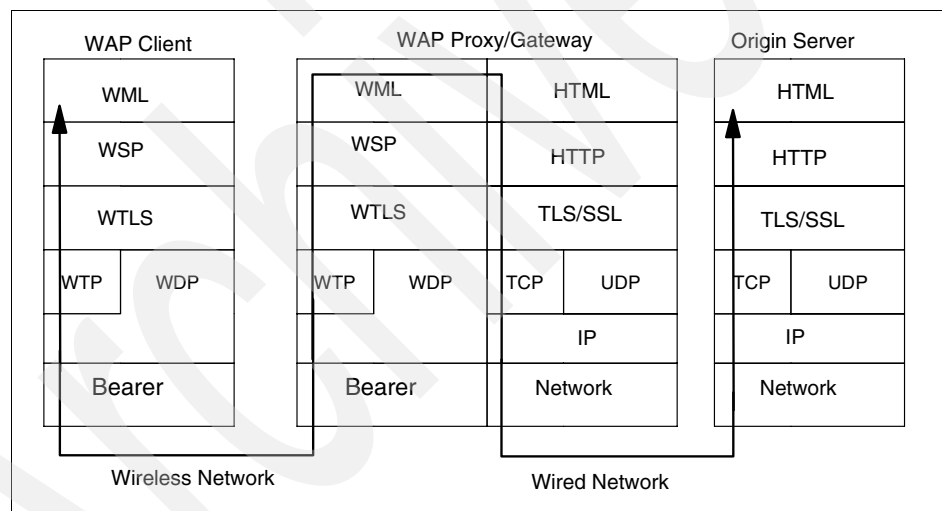 WAP Client
WAP Proxy/Gateway
Origin Server
WML
WML
HTML
HTML
WSP
WSP
HTTP
HTTP
WTLS
WTLS
TLS/SSL
TLS/SSL
WTP
WDP
WTP
WDP
TCP
UDP
TCP
UDP
IP
IP
Bearer
Bearer
Network
Network
Wireless Network
Wired Network